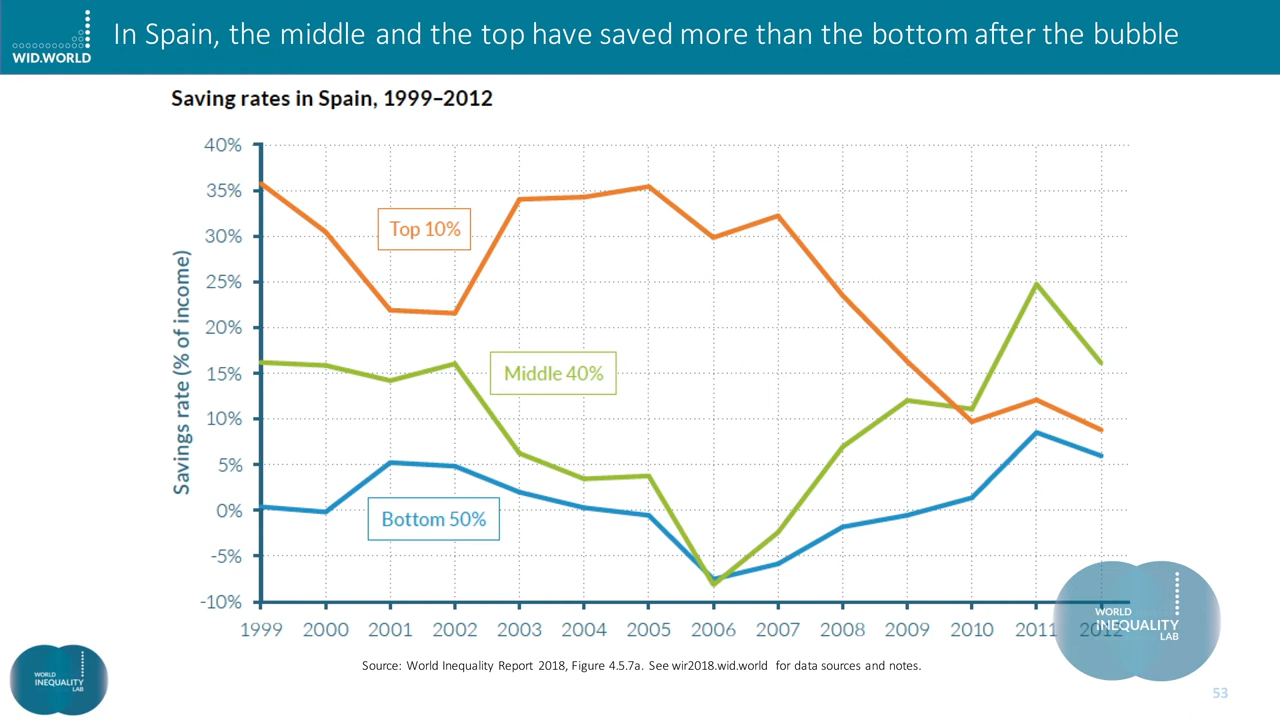 WID.WORLD
In Spain, the middle and the top have saved more than the bottom after the bubble
Saving rates in Spain, 1999–2012
Savings rate (% of income)
40%
35%
30%
25%
20%
15%
10%
5%
0%
-5%
-10%
Top 10%
Middle 40%
Bottom 50%
1999 2000 2001 2002 2003 2004 2005 2006 2007 2008 2009 2010 2011 2012
WORLD
INEQUALITY
LAB
Source: World Inequality Report 2018, Figure 4.5.7a. See wir2018.wid.world for data sources and notes.
WORLD
INEQUALITY
LAB
53